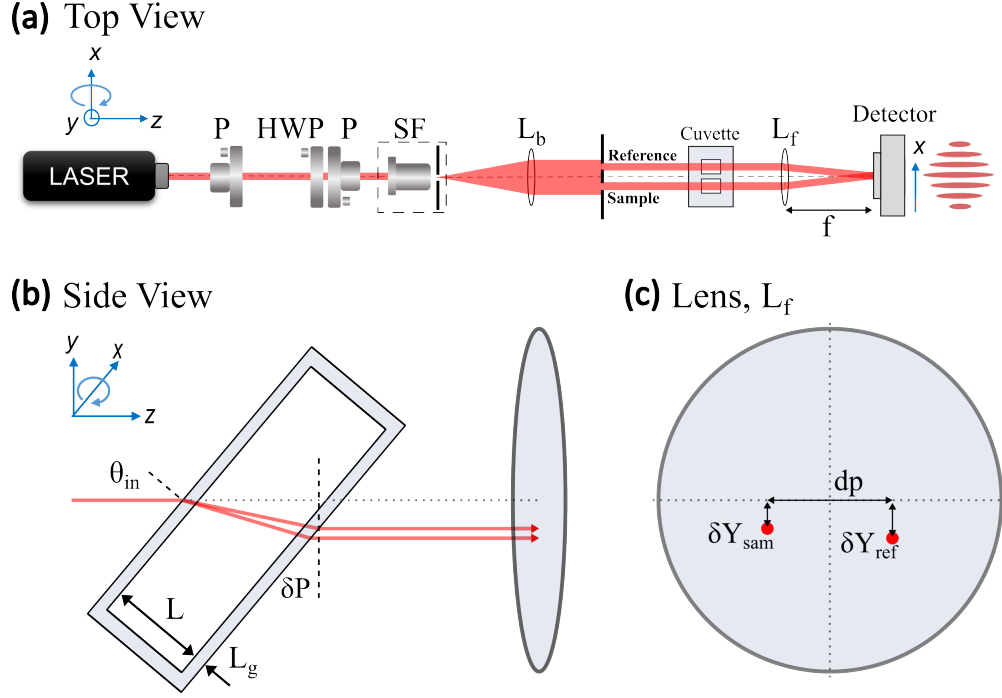 (a) Top View
x
y
z
LASER
P
HWP
P
SF
L_b
Reference
Sample
Cuvette
L_f
f
Detector
x
(b) Side View
y
x
z
θ_in
L
L_g
δP
(c) Lens, L_f
dp
δY_sam
δY_ref